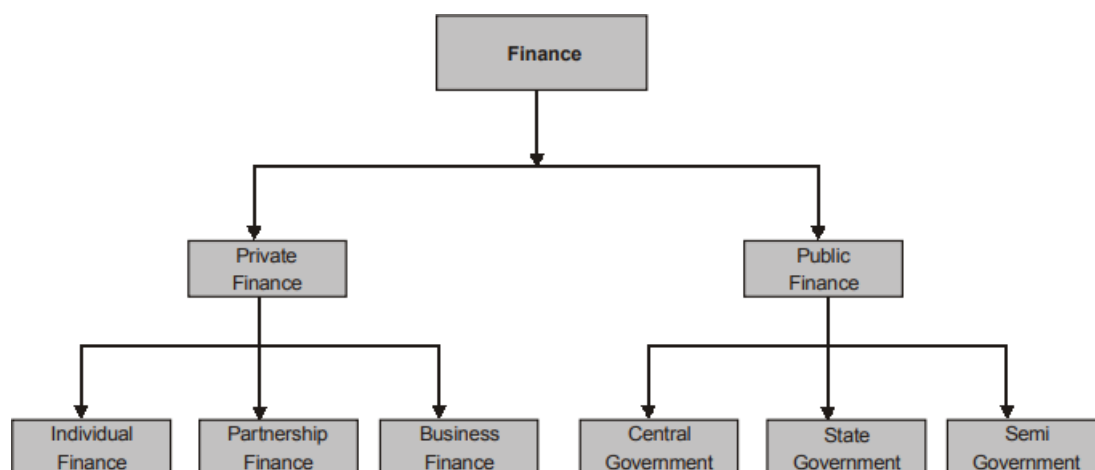 Finance
Private
Finance
Public
Finance
Individual
Finance
Partnership
Finance
Business
Finance
Central
Government
State
Government
Semi
Government